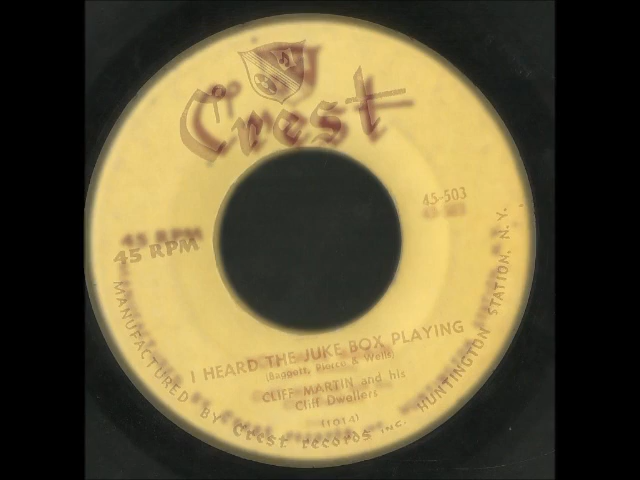 Crest
45-503
45 RPM
I HEARD THE JUKE BOX PLAYING
CLIFF MARTIN and his
Cliff Dwellers
(1014)
MANUFACTURED BY Crest records INC. HUNTINGTON STATION, N. Y.